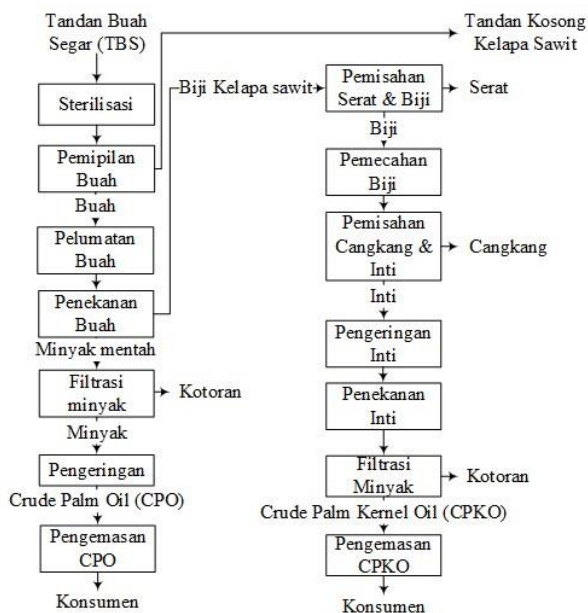 Tandan Buah
Segar (TBS)
Sterilisasi
Pemipilan
Buah
Buah
Pelumatan
Buah
Penekanan
Buah
Minyak mentah
Filtrasi
minyak
Kotoran
Minyak
Pengeringan
Crude Palm Oil (CPO)
Pengemasan
CPO
Konsumen
Tandan Kosong
Kelapa Sawit
Biji Kelapa sawit
Pemisahan
Serat & Biji
Serat
Biji
Pemecahan
Biji
Pemisahan
Cangkang &
Inti
Cangkang
Inti
Pengeringan
Inti
Penekanan
Inti
Filtrasi
Minyak
Kotoran
Crude Palm Kernel Oil (CPKO)
Pengemasan
CPKO
Konsumen